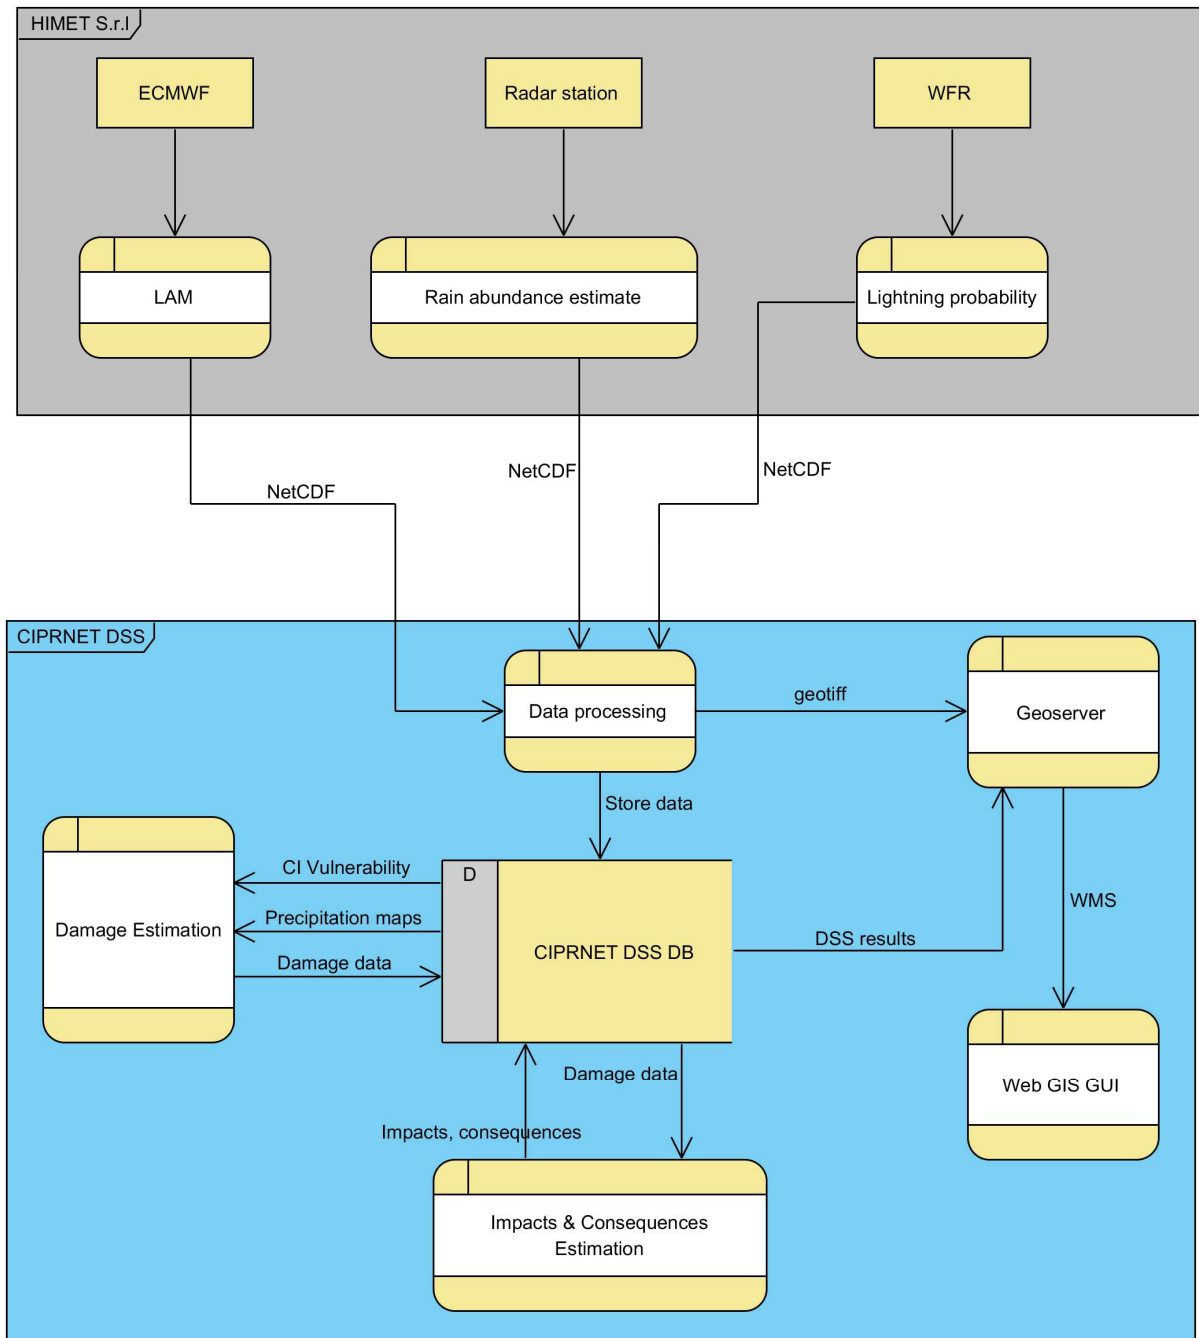 HIMET S.r.l
ECMWF
Radar station
WFR
LAM
Rain abundance estimate
Lightning probability
NetCDF
NetCDF
NetCDF
CIPRNET DSS
Data processing
geotiff
Geoserver
Store data
CI Vulnerability
Precipitation maps
Damage data
Damage Estimation
D
CIPRNET DSS DB
DSS results
WMS
Damage data
Impacts, consequences
Web GIS GUI
Impacts & Consequences
Estimation